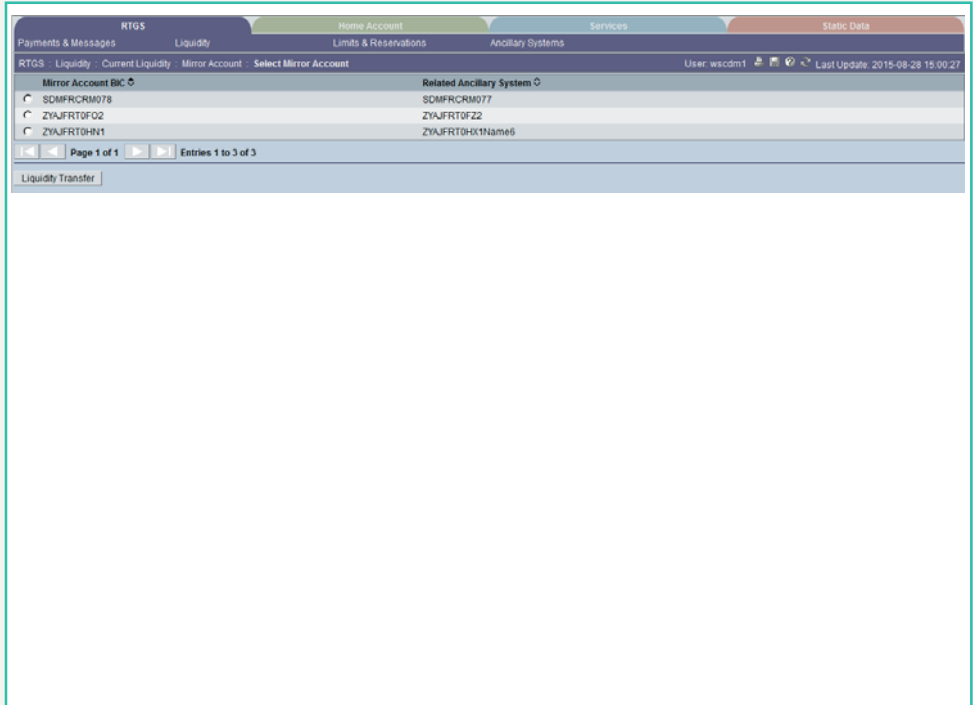 RTGS Home Account Services Static Data
Payments & Messages Liquidity Limits & Reservations Ancillary Systems
RTGS : Liquidity : Current Liquidity : Mirror Account : Select Mirror Account User: wscdm1 Last Update: 2015-08-28 15:00:27
Mirror Account BIC Related Ancillary System
SDMFRCRM078 SDMFRCRM077
ZYAJFRT0FO2 ZYAJFRT0FZ2
ZYAJFRT0HN1 ZYAJFRT0HX1Name6
Page 1 of 1 Entries 1 to 3 of 3
Liquidity Transfer